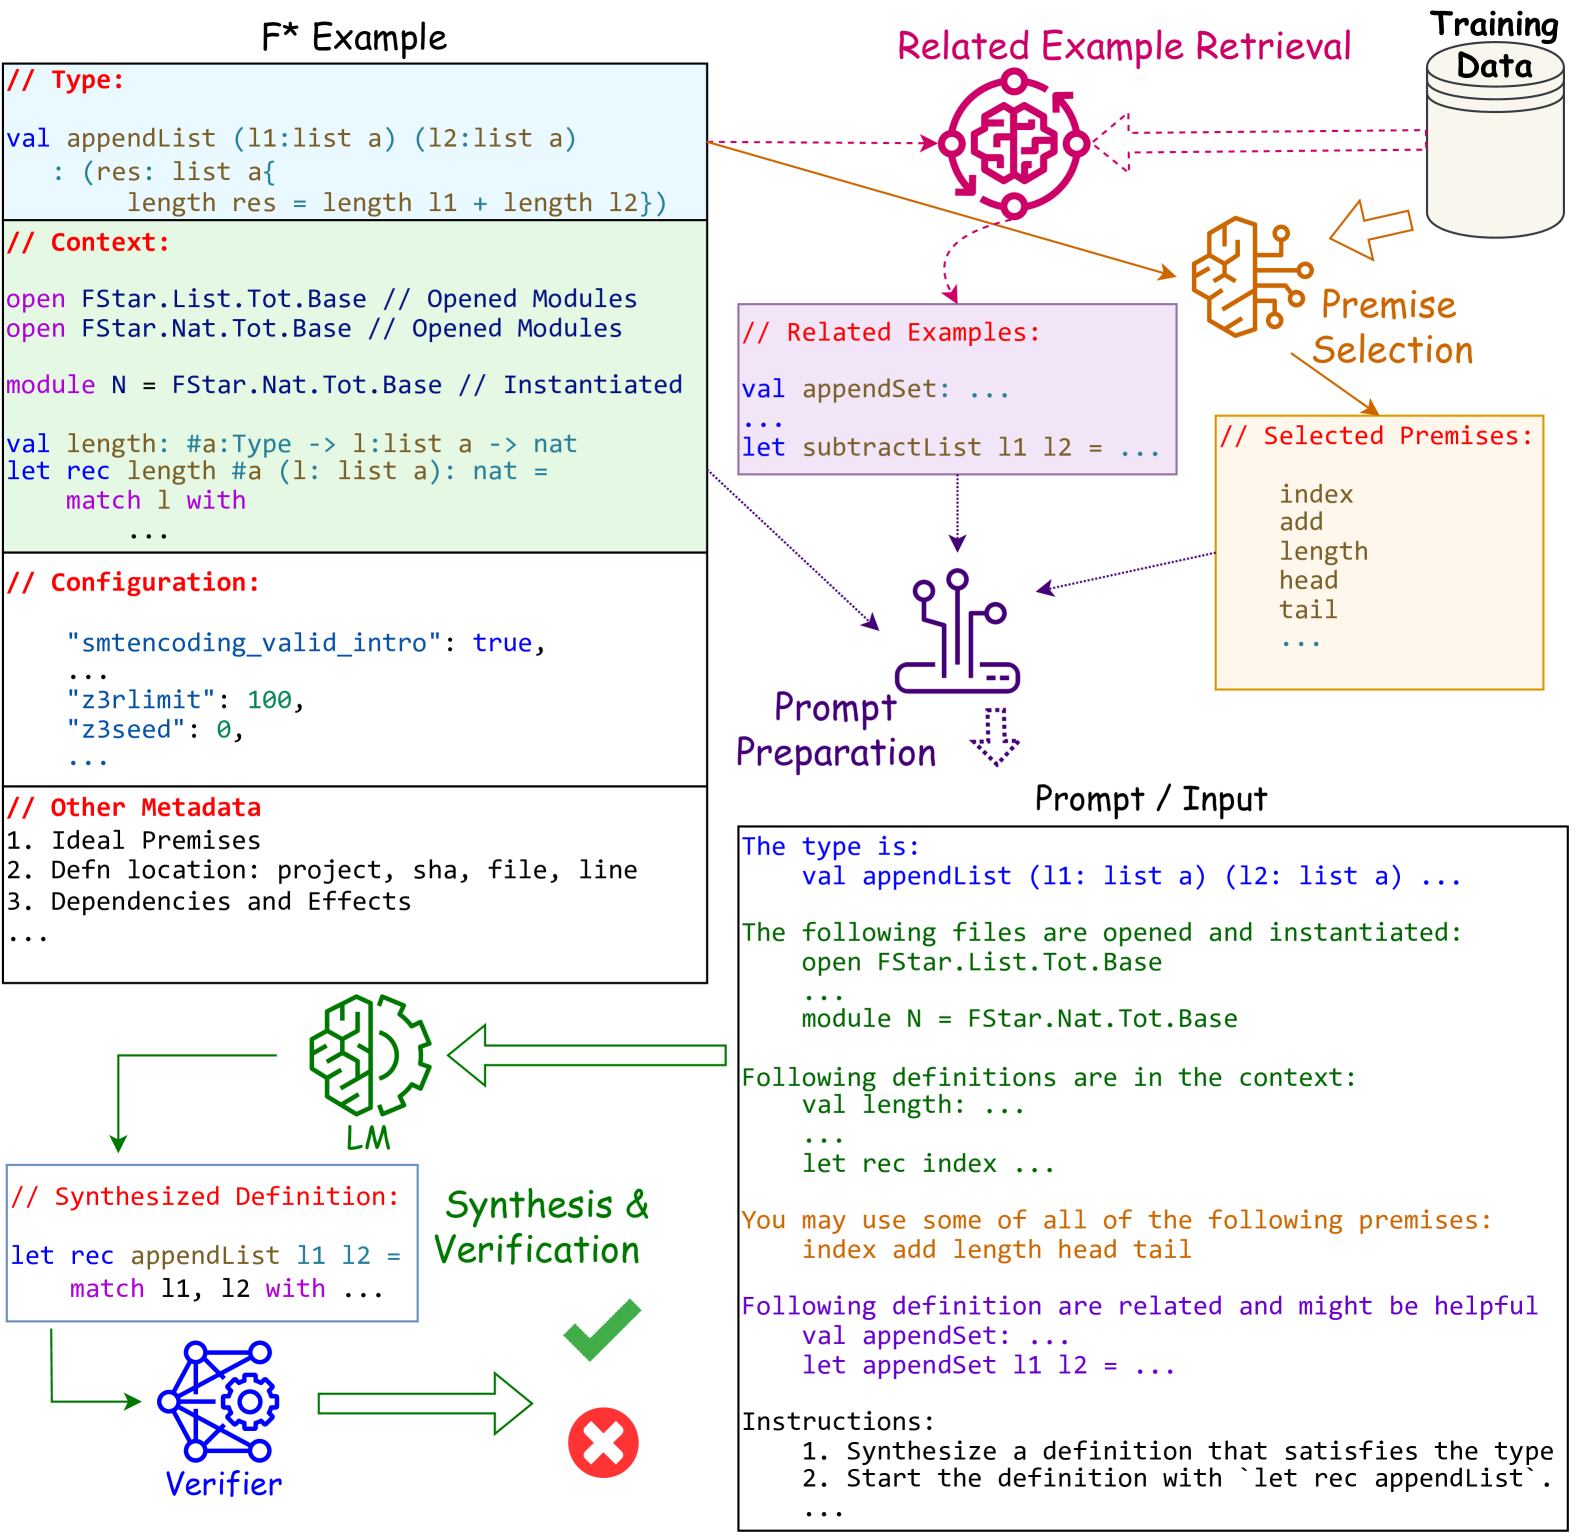 F* Example
// Type:
val appendList (l1:list a) (l2:list a)
   : (res: list a{
        length res = length l1 + length l2})
// Context:
open FStar.List.Tot.Base // Opened Modules
open FStar.Nat.Tot.Base // Opened Modules
module N = FStar.Nat.Tot.Base // Instantiated
val length: #a:Type -> l:list a -> nat
let rec length #a (l: list a): nat =
    match l with
        ...
// Configuration:
    "smtencoding_valid_intro": true,
    ...
    "z3rlimit": 100,
    "z3seed": 0,
    ...
// Other Metadata
1. Ideal Premises
2. Defn location: project, sha, file, line
3. Dependencies and Effects
...
Related Example Retrieval
Training
Data
Premise
Selection
// Related Examples:
val appendSet: ...
...
let subtractList l1 l2 = ...
// Selected Premises:
    index
    add
    length
    head
    tail
    ...
Prompt
Preparation
Prompt / Input
The type is:
    val appendList (l1: list a) (l2: list a) ...
The following files are opened and instantiated:
    open FStar.List.Tot.Base
    ...
    module N = FStar.Nat.Tot.Base
Following definitions are in the context:
    val length: ...
    ...
    let rec index ...
You may use some of all of the following premises:
    index add length head tail
Following definition are related and might be helpful
    val appendSet: ...
    let appendSet l1 l2 = ...
Instructions:
    1. Synthesize a definition that satisfies the type
    2. Start the definition with `let rec appendList`.
    ...
LM
// Synthesized Definition:
let rec appendList l1 l2 =
    match l1, l2 with ...
Synthesis &
Verification
Verifier